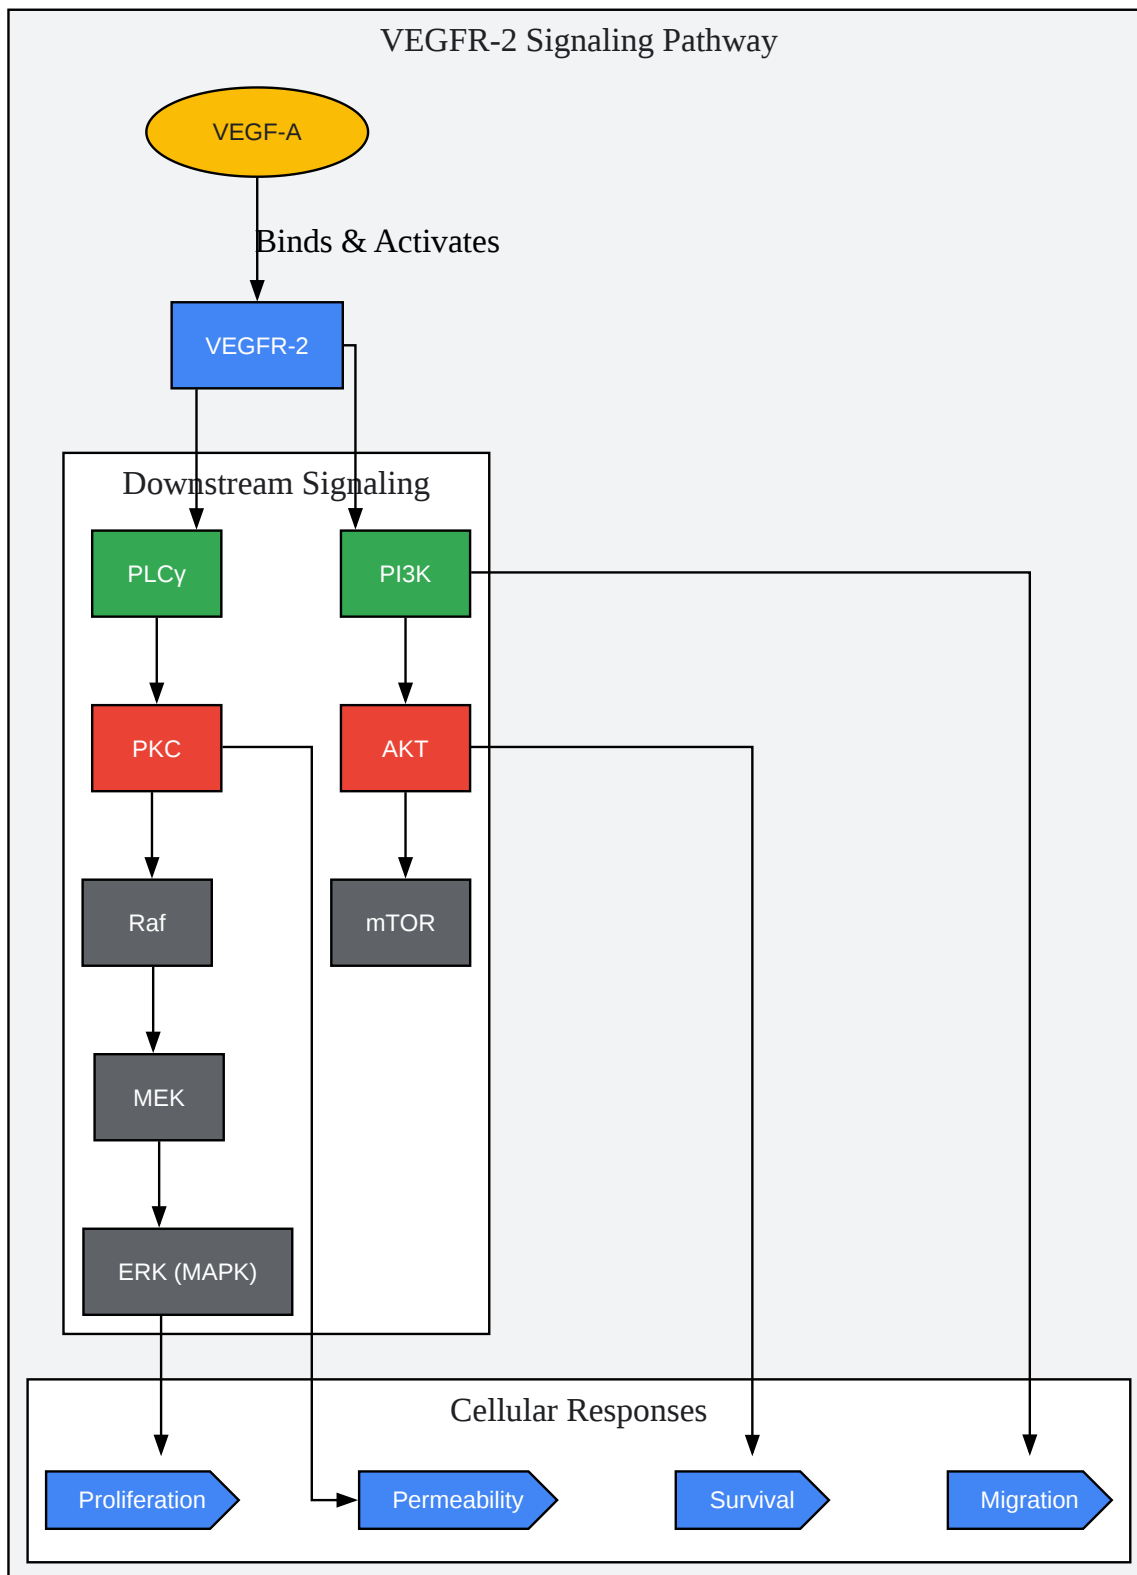 VEGFR-2 Signaling Pathway
VEGF-A
Binds & Activates
VEGFR-2
Downstream Signaling
PLCγ
PI3K
PKC
AKT
Raf
mTOR
MEK
ERK (MAPK)
Cellular Responses
Proliferation
Permeability
Survival
Migration